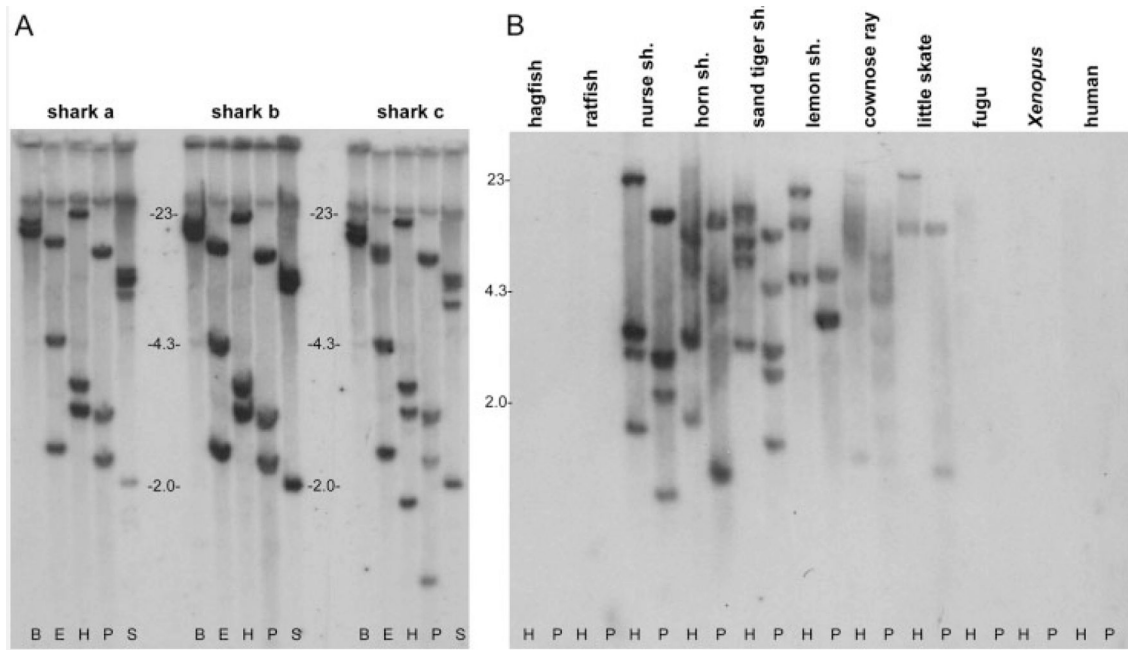 A
shark a shark b shark c
-23-
-4.3-
-2.0-
-23-
-4.3-
-2.0-
B E H P S B E H P S B E H P S
B
hagfish
ratfish
nurse sh.
horn sh.
sand tiger sh.
lemon sh.
cownose ray
little skate
fugu
Xenopus
human
23-
4.3-
2.0-
H P H P H P H P H P H P H P H P H P H P H P